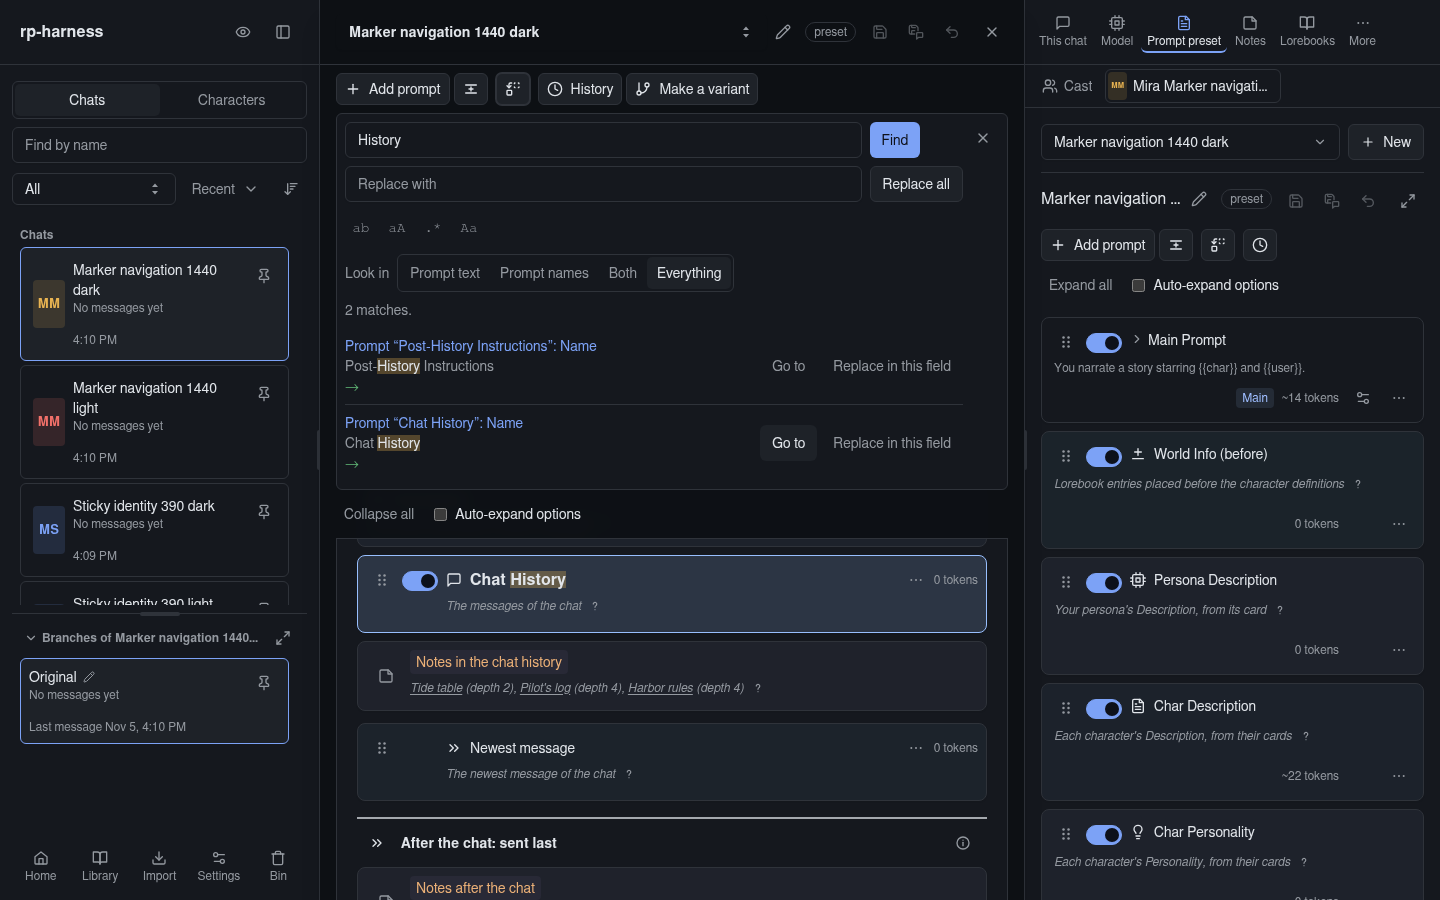 rp-harness
Chats
Characters
Find by name
All
Recent
Chats
MM
Marker navigation 1440
dark
No messages yet
4:10 PM
MM
Marker navigation 1440
light
No messages yet
4:10 PM
MS
Sticky identity 390 dark
No messages yet
4:09 PM
Sticky identity 390 light
Branches of Marker navigation 1440...
Original
No messages yet
Last message Nov 5, 4:10 PM
Home
Library
Import
Settings
Bin
Marker navigation 1440 dark
preset
Add prompt
History
Make a variant
History
Find
Replace with
Replace all
ab
aA
.*
Aa
Look in
Prompt text
Prompt names
Both
Everything
2 matches.
Prompt “Post-History Instructions”: Name
Post-History Instructions
Go to
Replace in this field
→
Prompt “Chat History”: Name
Chat History
Go to
Replace in this field
→
Collapse all
Auto-expand options
Chat History
0 tokens
The messages of the chat ?
Notes in the chat history
Tide table (depth 2), Pilot's log (depth 4), Harbor rules (depth 4) ?
Newest message
0 tokens
The newest message of the chat ?
After the chat: sent last
Notes after the chat
This chat
Model
Prompt preset
Notes
Lorebooks
More
Cast
MM
Mira Marker navigati...
Marker navigation 1440 dark
New
Marker navigation ...
preset
Add prompt
Expand all
Auto-expand options
Main Prompt
You narrate a story starring {{char}} and {{user}}.
Main
~14 tokens
World Info (before)
Lorebook entries placed before the character definitions ?
0 tokens
Persona Description
Your persona's Description, from its card ?
0 tokens
Char Description
Each character's Description, from their cards ?
~22 tokens
Char Personality
Each character's Personality, from their cards ?